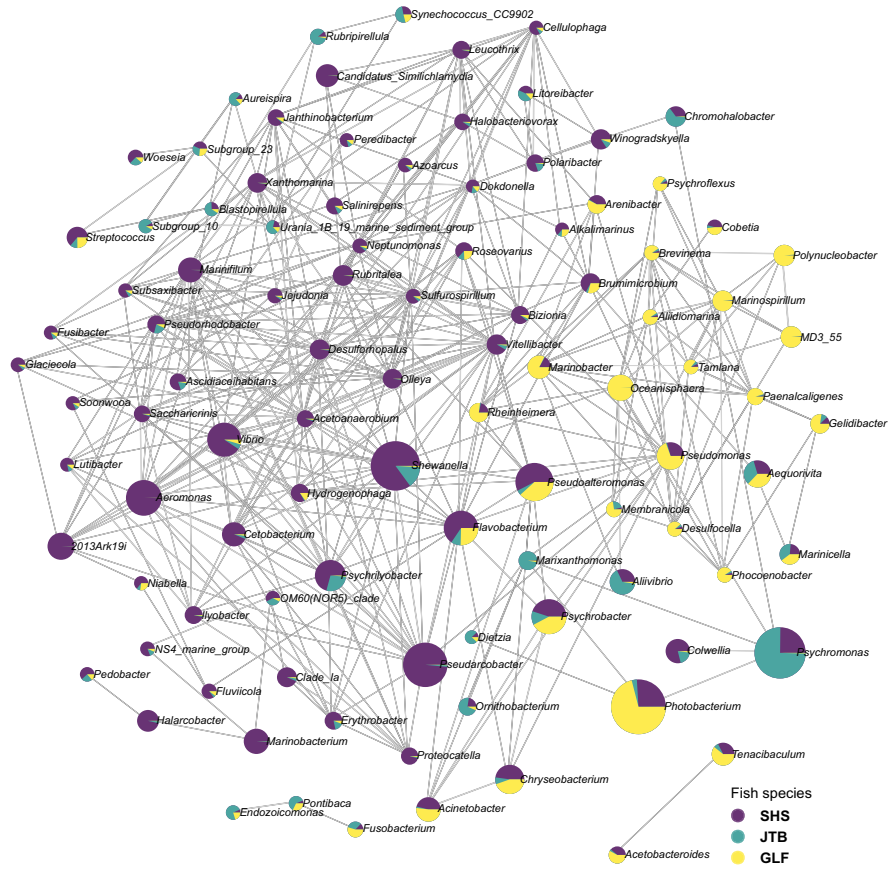 Synechococcus_CC9902
Cellulophaga
Rubripirellula
Leucothrix
Candidatus_Similichlamydia
Litoreibacter
Aureispira
Chromohalobacter
Ianthinobacterium
Halobacteriovorax
Peredibacter
Winogradskyella
Subgroup_23
Woeseia
Polaribacter
Azoarcus
Xanthomarina
Dokdonella
Psychroflexus
Salinirepens
Arenibacter
Blastopirellula
Subgroup_10
Urania_1B_19_marine_sediment_group
Alkalimarinus
Cobetia
Streptococcus
Neptunomonas
Roseovarius
Brevinema
Polynucleobacter
Marinifilum
Rubritalea
Brumimicrobium
Subsaxibacter
Jejudonia
Sulfurospirillum
Marinospirillum
Bizionia
Aliidiomarina
Pseudorhodobacter
Fusibacter
MD3_55
Desulforhopalus
Vitellibacter
Glaciecola
Marinobacter
Tamlana
Ascidiaceihabitans
Olleya
Oceanisphaera
Paenalcaligenes
Soonwooa
Saccharicrinis
Acetoanaerobium
Rheinheimera
Gelidibacter
Vibrio
Pseudomonas
Lutibacter
Shewanella
Aequorivita
Pseudoalteromonas
Hydrogenophaga
Aeromonas
Membranicola
Flavobacterium
Desulfocella
Cetobacterium
2013Ark19i
Marinicella
Marixanthomonas
Psychrilyobacter
Phocoenobacter
Niabella
Aliivibrio
OM60(NOR5)_clade
Ilyobacter
Psychrobacter
Dietzia
NS4_marine_group
Colwellia
Psychromonas
Pseudarcobacter
Pedobacter
Clade_Ia
Fluviicola
Ornithobacterium
Photobacterium
Halarcobacter
Erythrobacter
Marinobacterium
Proteocatella
Tenacibaculum
Chryseobacterium
Fish species
SHS
Pontibaca
Endozoicomonas
Acinetobacter
JTB
Fusobacterium
Acetobacteroides
GLF